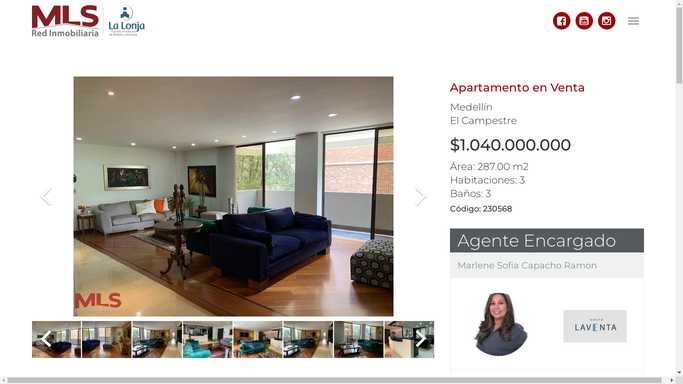 MLS
Red Inmobiliaria
La Lonja
Apartamento en Venta
Medellín
El Campestre
$1.040.000.000
Área: 287.00 m2
Habitaciones: 3
Baños: 3
Código: 230568
MLS
Agente Encargado
Marlene Sofia Capacho Ramon
LAVENTA